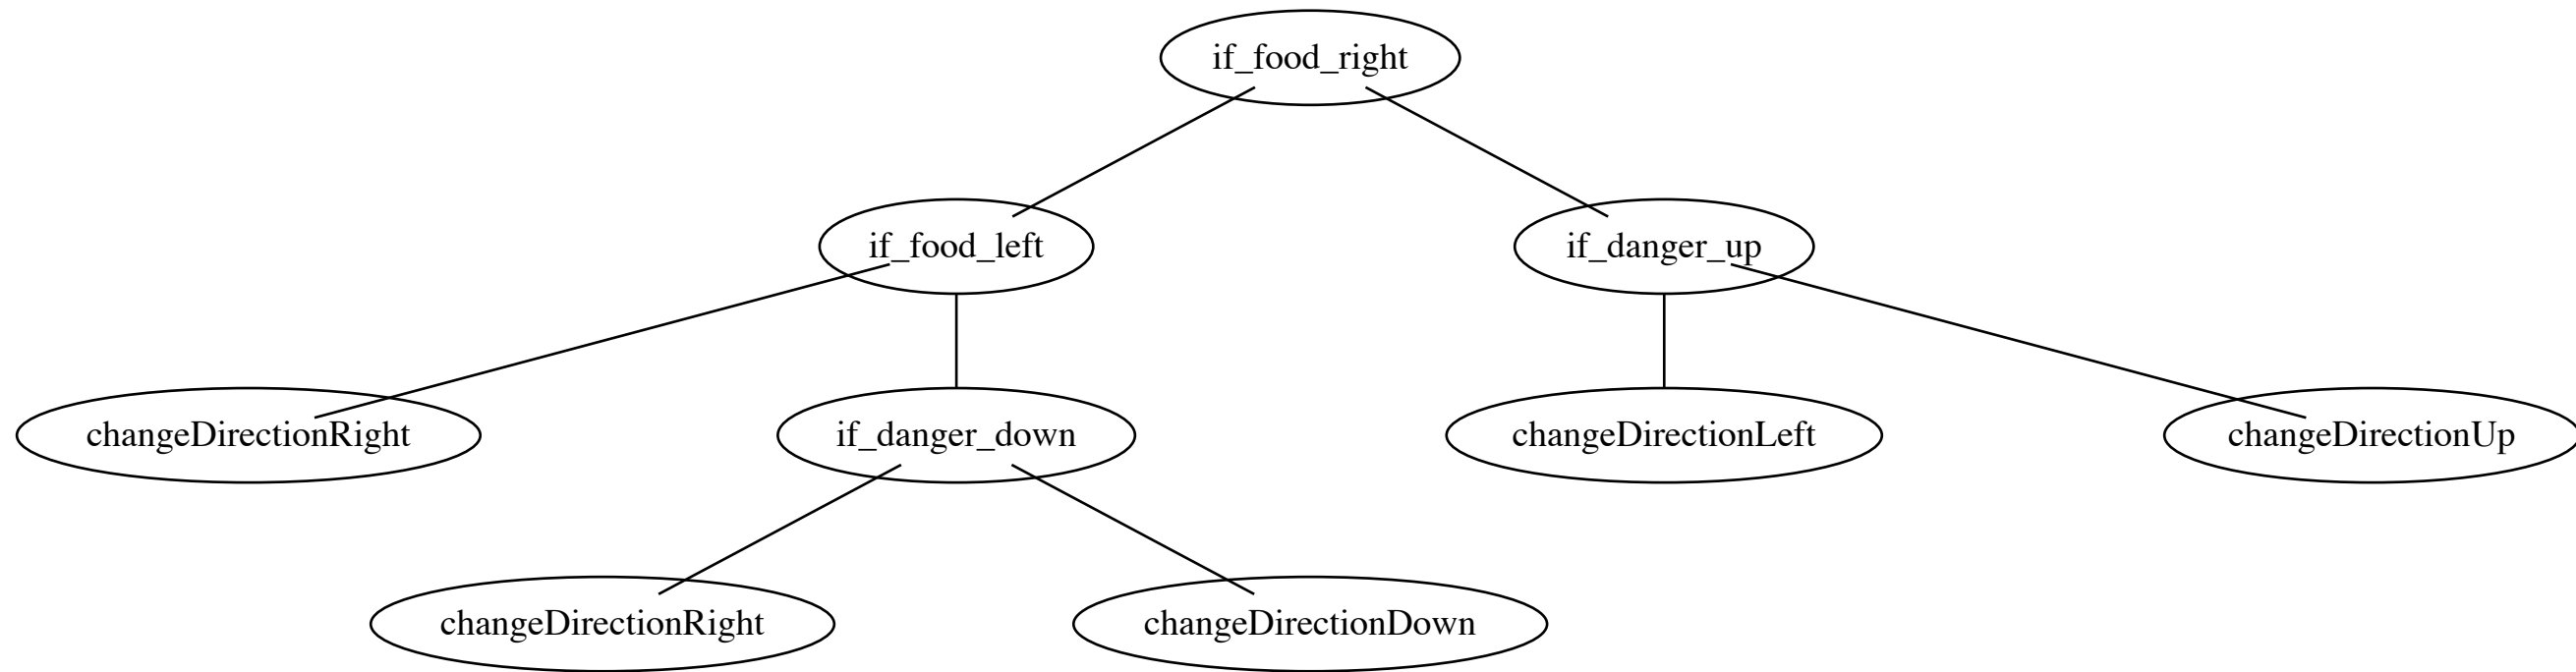 if_food_right
if_food_left
if_danger_up
changeDirectionRight
if_danger_down
changeDirectionLeft
changeDirectionUp
changeDirectionRight
changeDirectionDown